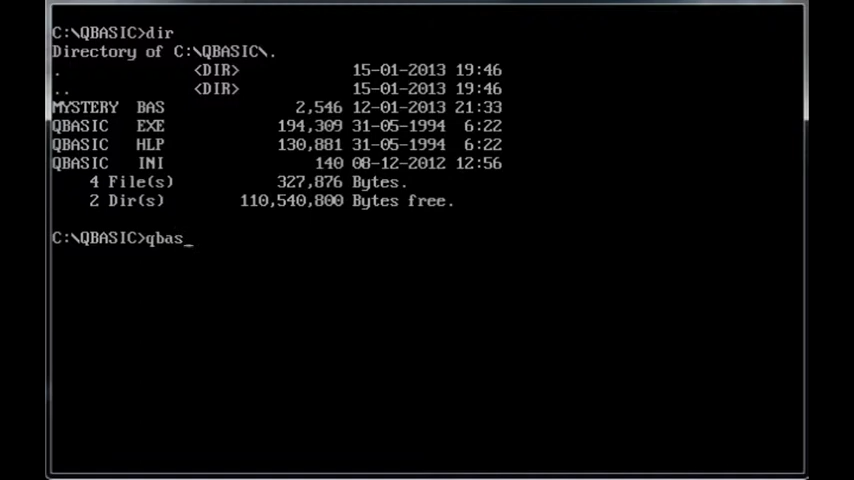 C:\QBASIC>dir
Directory of C:\QBASIC\.
. <DIR> 15-01-2013 19:46
.. <DIR> 15-01-2013 19:46
MYSTERY BAS 2,546 12-01-2013 21:33
QBASIC EXE 194,309 31-05-1994 6:22
QBASIC HLP 130,881 31-05-1994 6:22
QBASIC INI 140 08-12-2012 12:56
4 File(s) 327,876 Bytes.
2 Dir(s) 110,540,800 Bytes free.
C:\QBASIC>qbas_